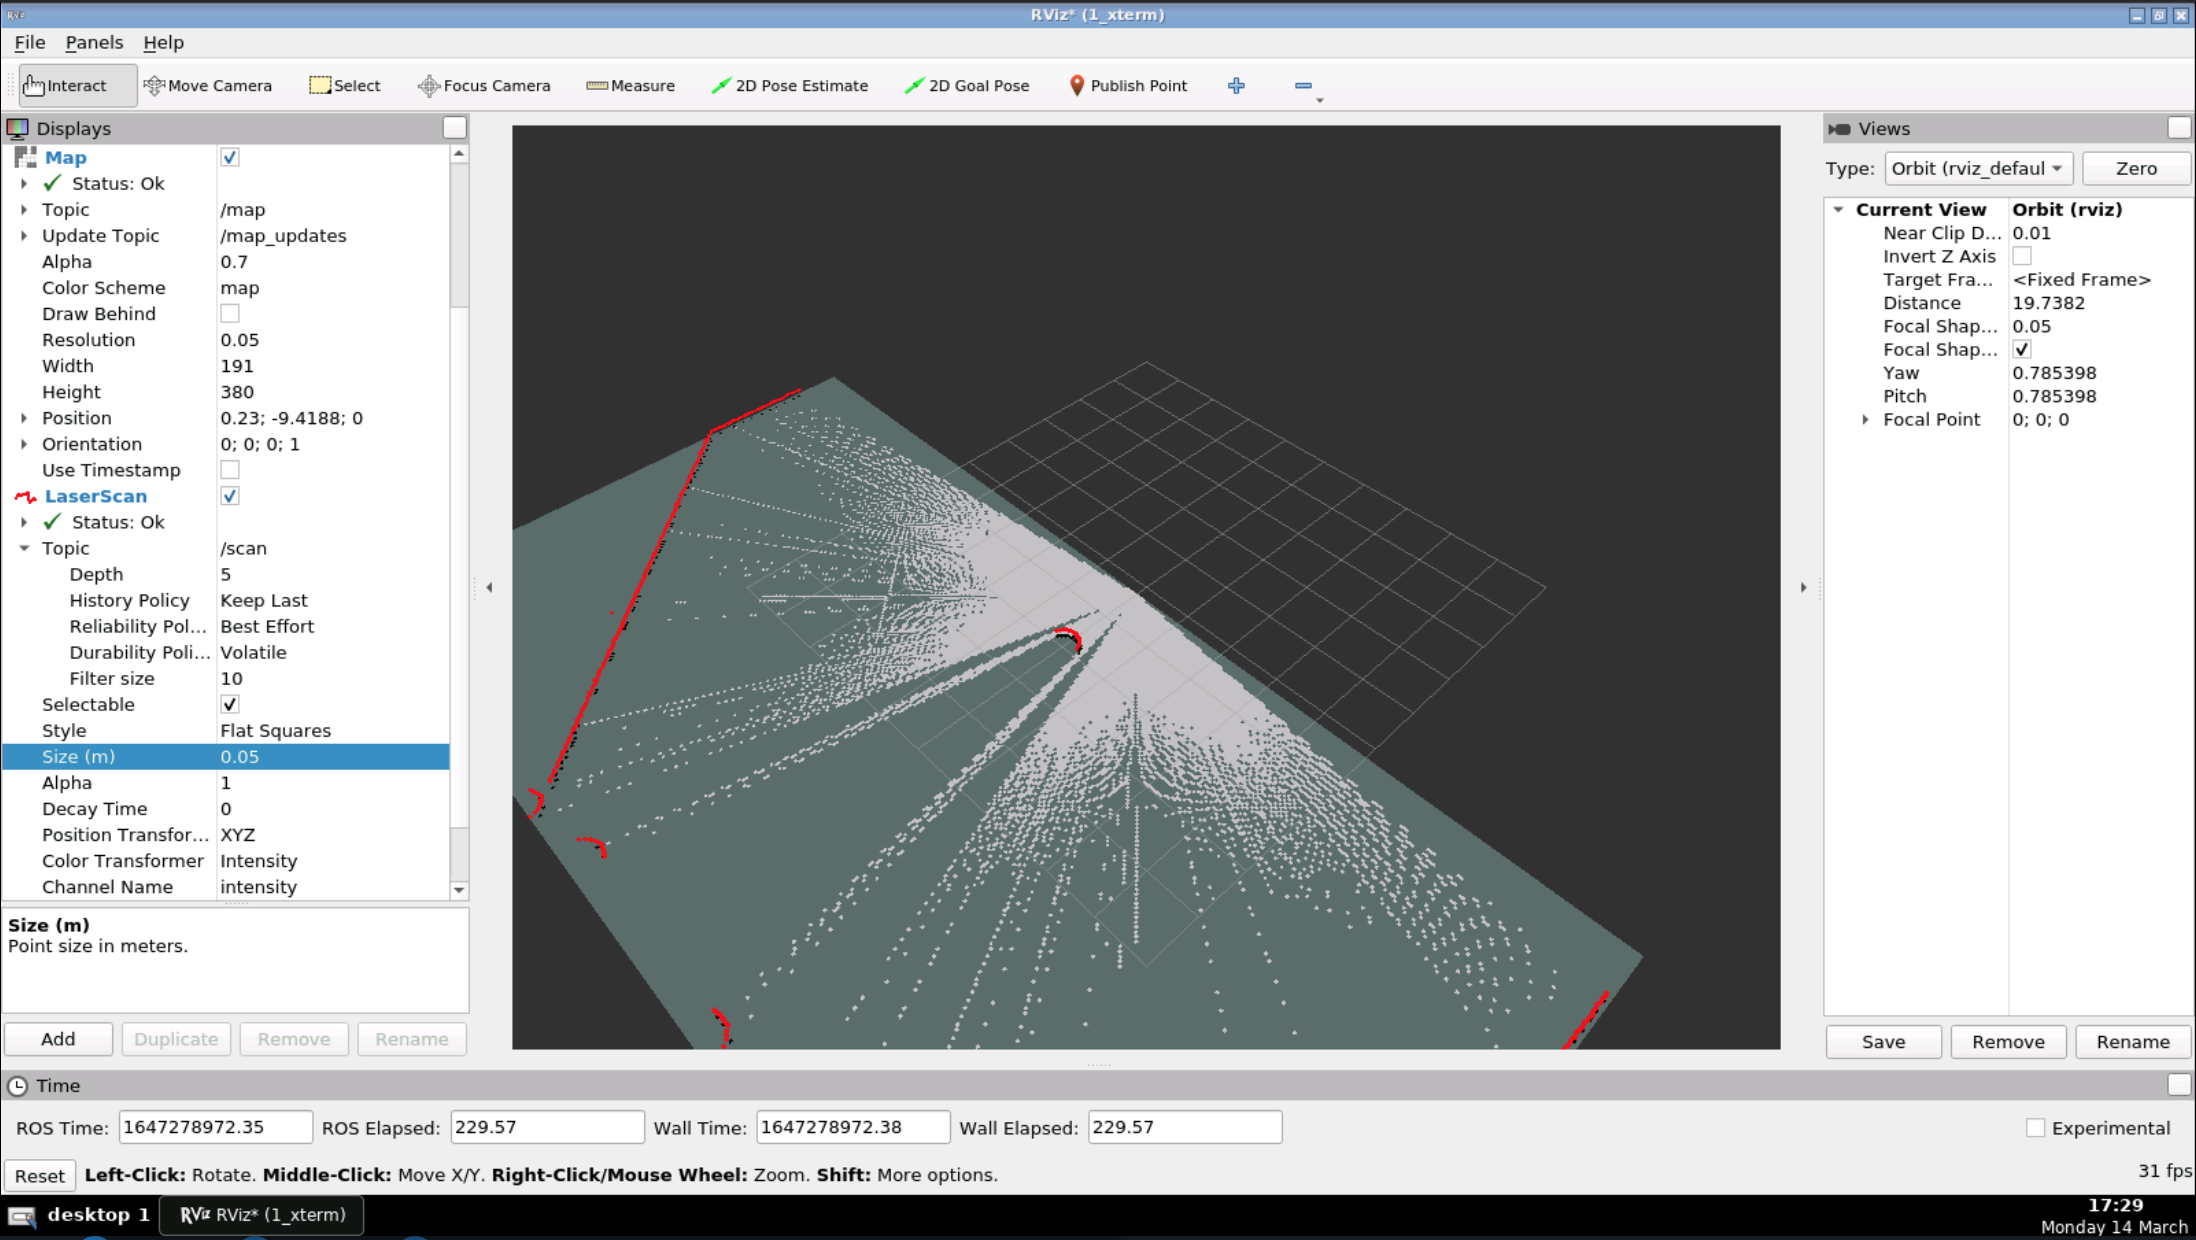 RViz* (1_xterm)
File Panels Help
Interact Move Camera Select Focus Camera Measure 2D Pose Estimate 2D Goal Pose Publish Point
Displays
Map
Status: Ok
Topic /map
Update Topic /map_updates
Alpha 0.7
Color Scheme map
Draw Behind
Resolution 0.05
Width 191
Height 380
Position 0.23; -9.4188; 0
Orientation 0; 0; 0; 1
Use Timestamp
LaserScan
Status: Ok
Topic /scan
Depth 5
History Policy Keep Last
Reliability Pol... Best Effort
Durability Poli... Volatile
Filter size 10
Selectable
Style Flat Squares
Size (m) 0.05
Alpha 1
Decay Time 0
Position Transfor... XYZ
Color Transformer Intensity
Channel Name intensity
Size (m)
Point size in meters.
Add Duplicate Remove Rename
Views
Type: Orbit (rviz_defaul Zero
Current View Orbit (rviz)
Near Clip D... 0.01
Invert Z Axis
Target Fra... <Fixed Frame>
Distance 19.7382
Focal Shap... 0.05
Focal Shap...
Yaw 0.785398
Pitch 0.785398
Focal Point 0; 0; 0
Save Remove Rename
Time
ROS Time: 1647278972.35 ROS Elapsed: 229.57 Wall Time: 1647278972.38 Wall Elapsed: 229.57 Experimental
Reset Left-Click: Rotate. Middle-Click: Move X/Y. Right-Click/Mouse Wheel: Zoom. Shift: More options. 31 fps
desktop 1 RViz RViz* (1_xterm) 17:29
Monday 14 March